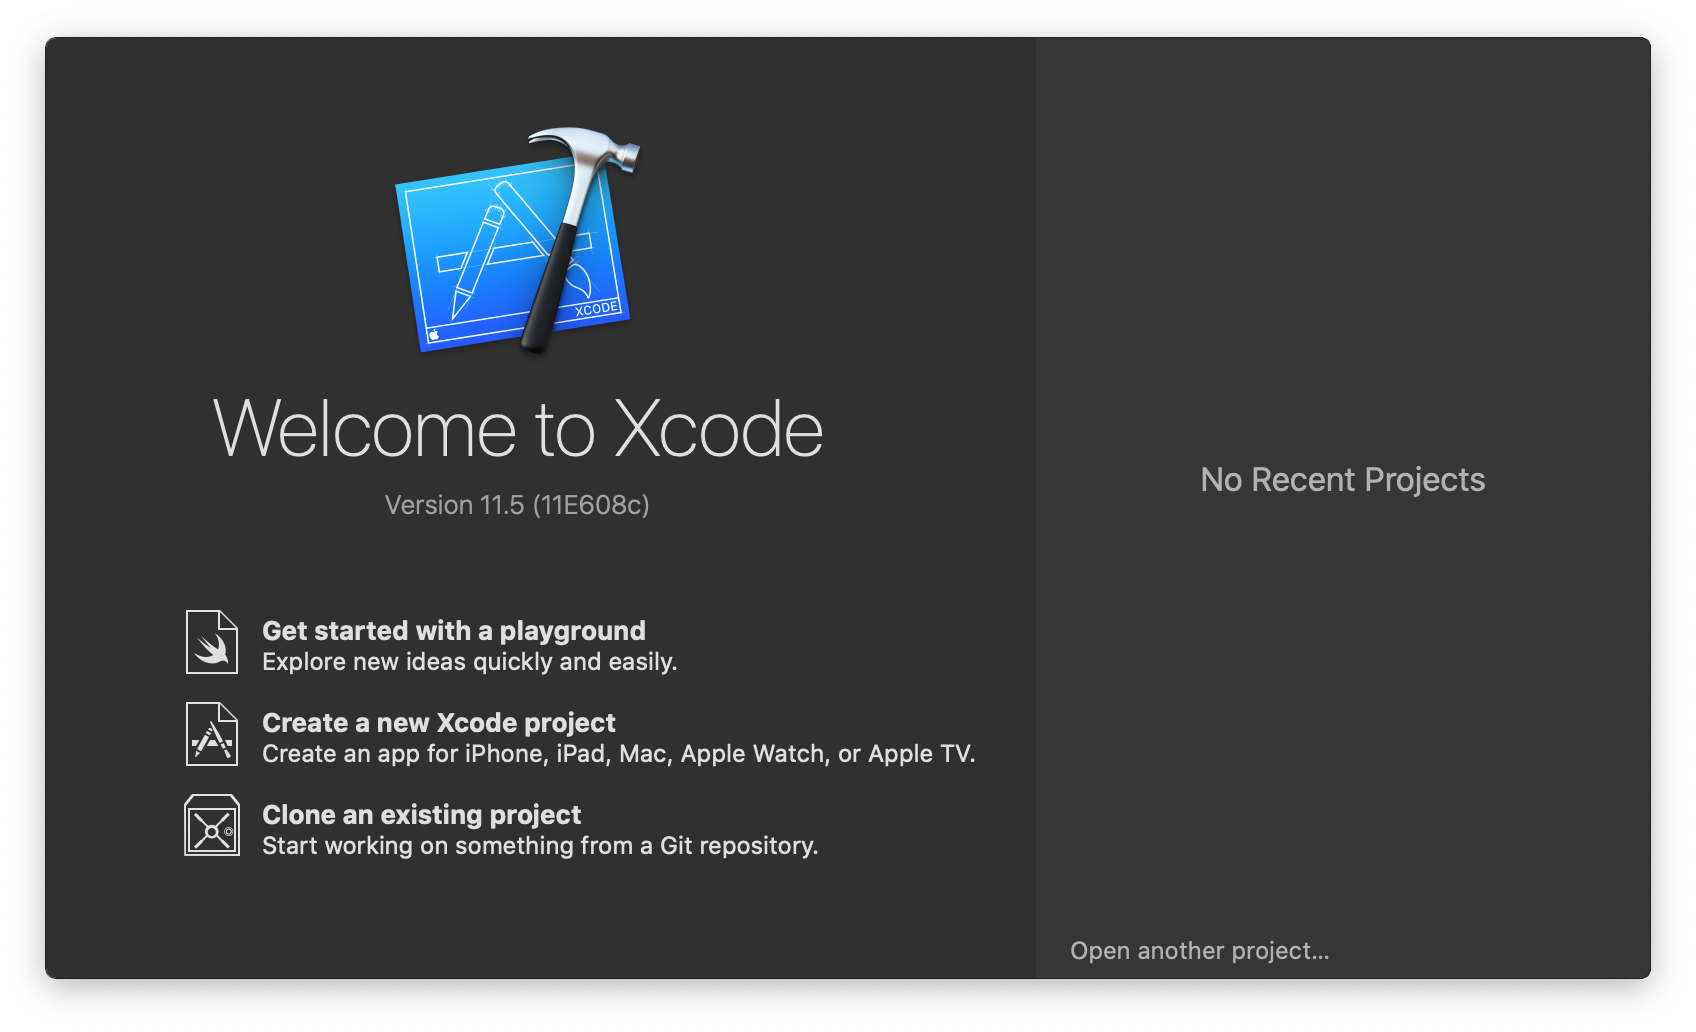 XCODE
Welcome to Xcode
Version 11.5 (11E608c)
Get started with a playground
Explore new ideas quickly and easily.
Create a new Xcode project
Create an app for iPhone, iPad, Mac, Apple Watch, or Apple TV.
Clone an existing project
Start working on something from a Git repository.
No Recent Projects
Open another project...